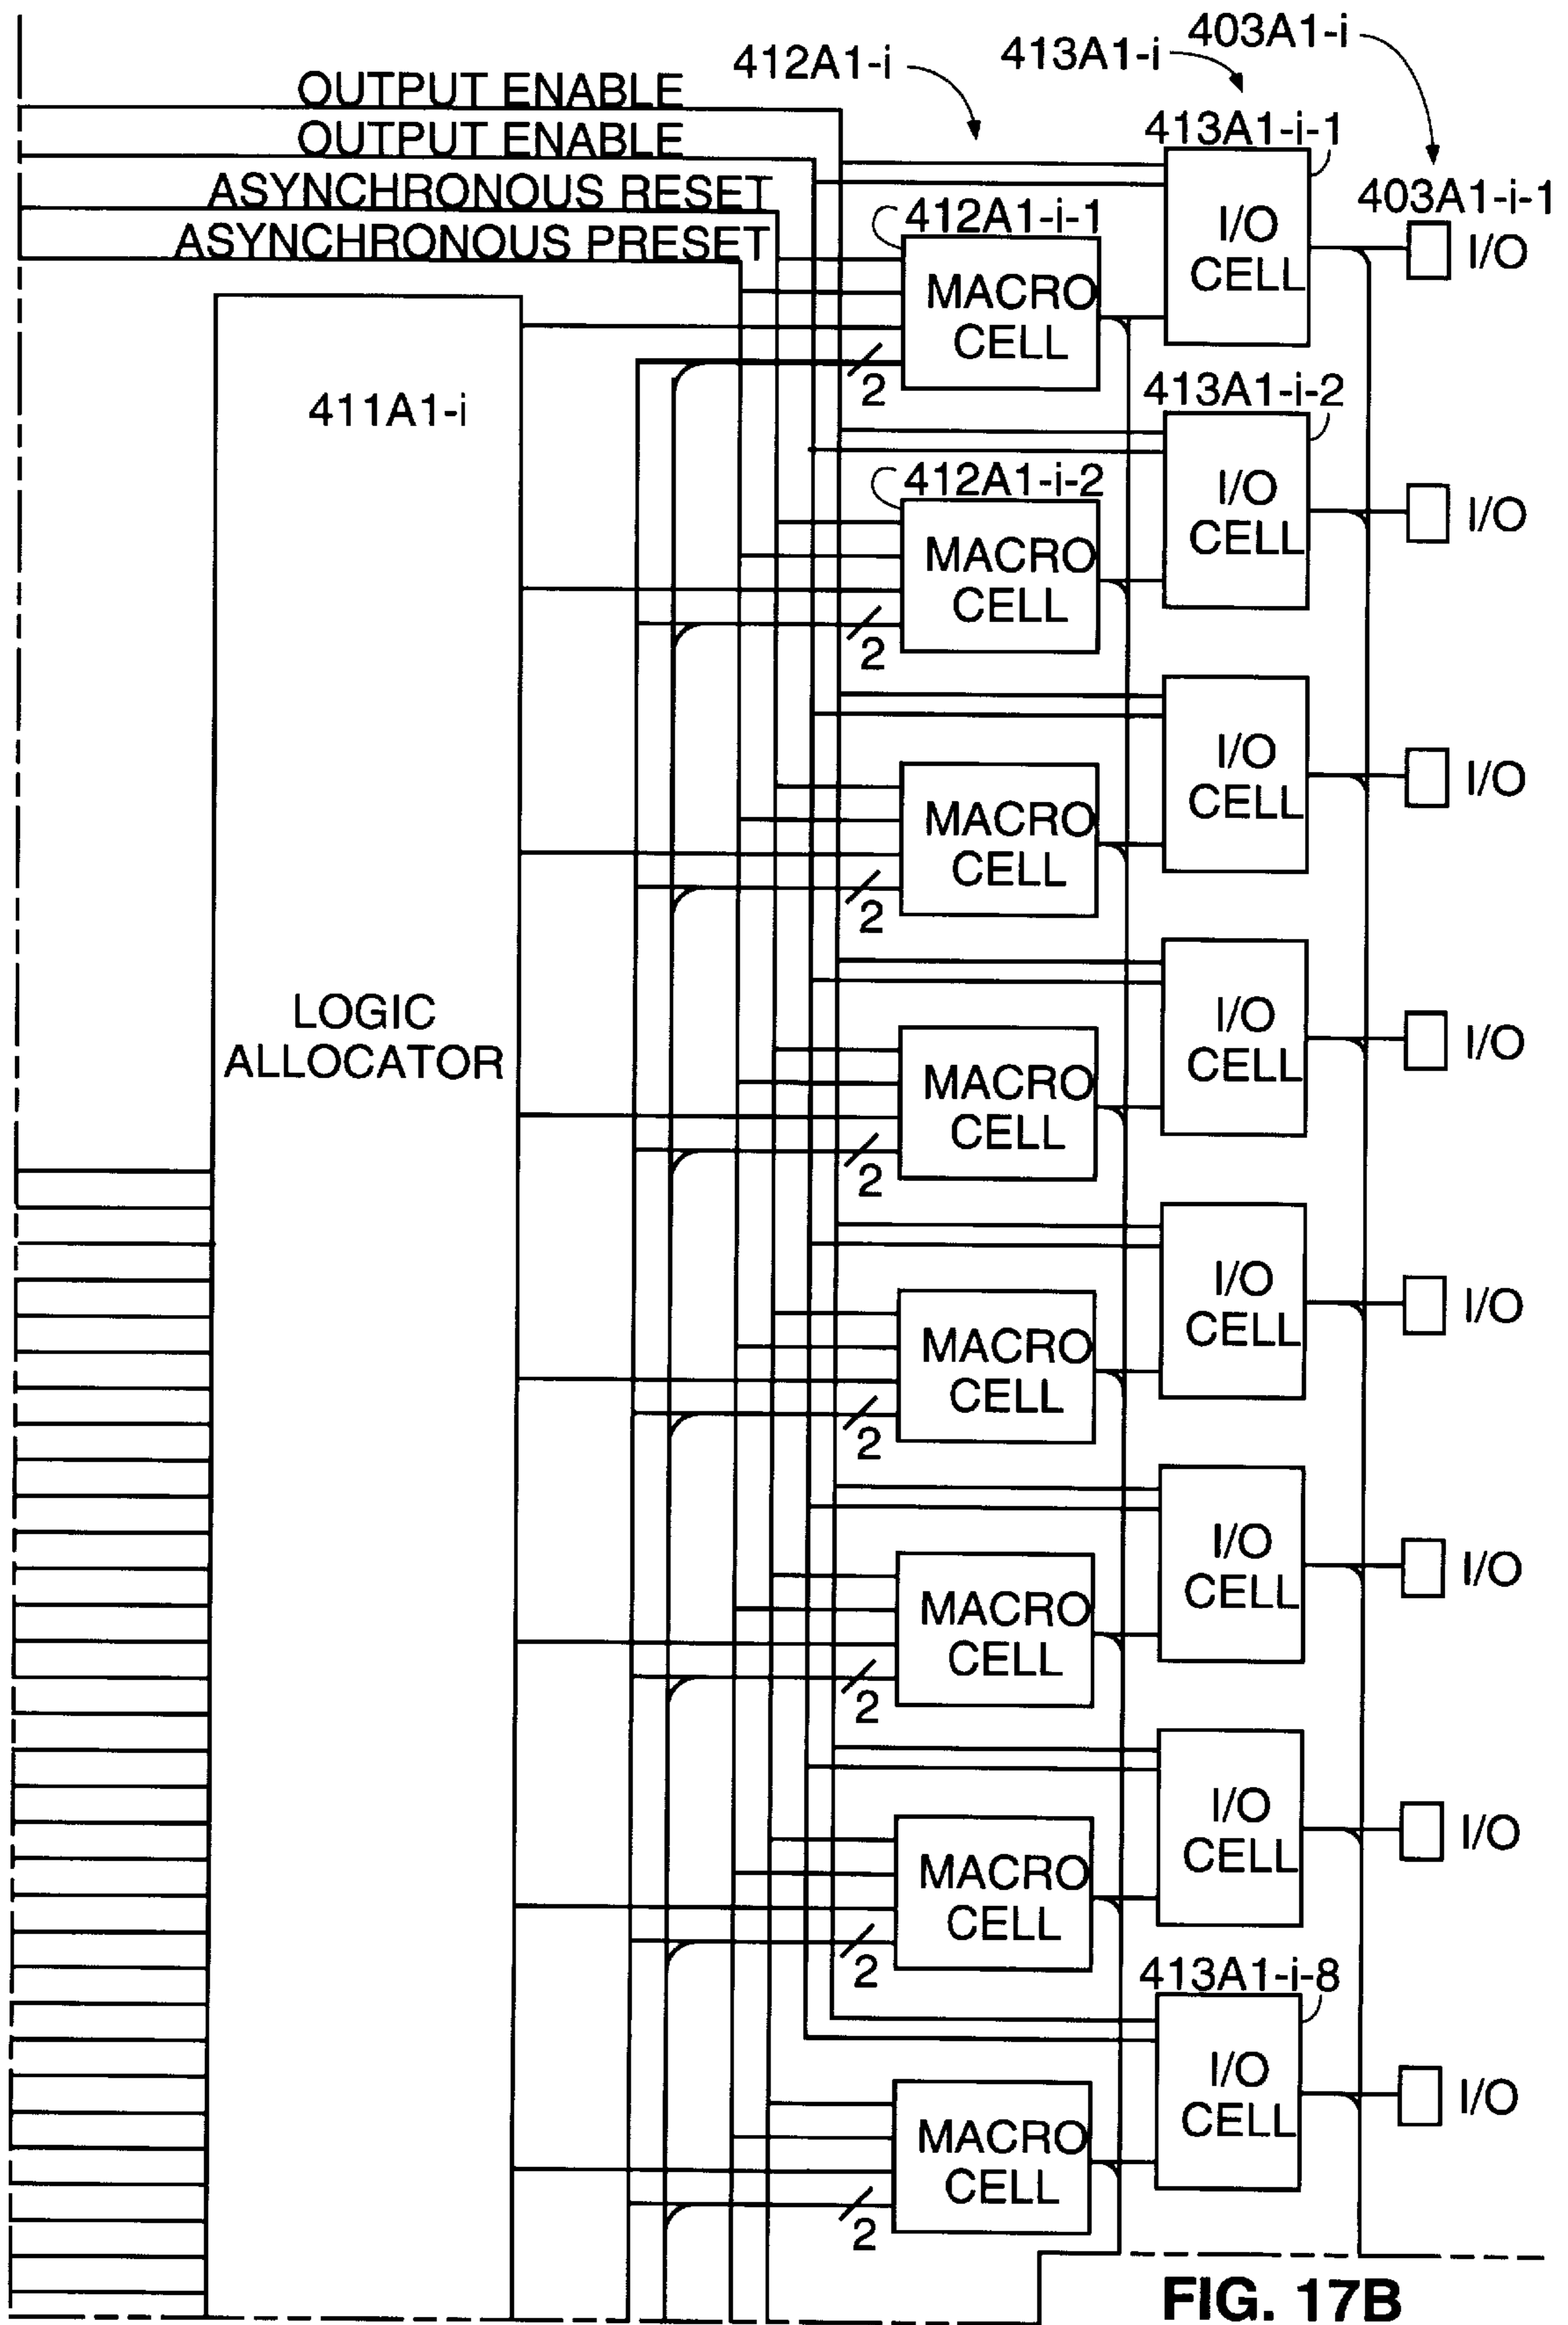 403A1-i
413A1-i
412A1-i
OUTPUT ENABLE
OUTPUT ENABLE
413A1-i-1
ASYNCHRONOUS RESET
403A1-i-1
412A1-i-1
ASYNCHRONOUS PRESET
I/O
CELL
I/O
MACRO
CELL
2
413A1-i-2
411A1-i
412A1-i-2
I/O
CELL
I/O
MACRO
CELL
2
I/O
CELL
I/O
MACRO
CELL
2
LOGIC
ALLOCATOR
I/O
CELL
I/O
MACRO
CELL
2
I/O
CELL
I/O
MACRO
CELL
2
I/O
CELL
I/O
MACRO
CELL
2
I/O
CELL
I/O
MACRO
CELL
2
413A1-i-8
I/O
CELL
I/O
MACRO
CELL
2
FIG. 17B